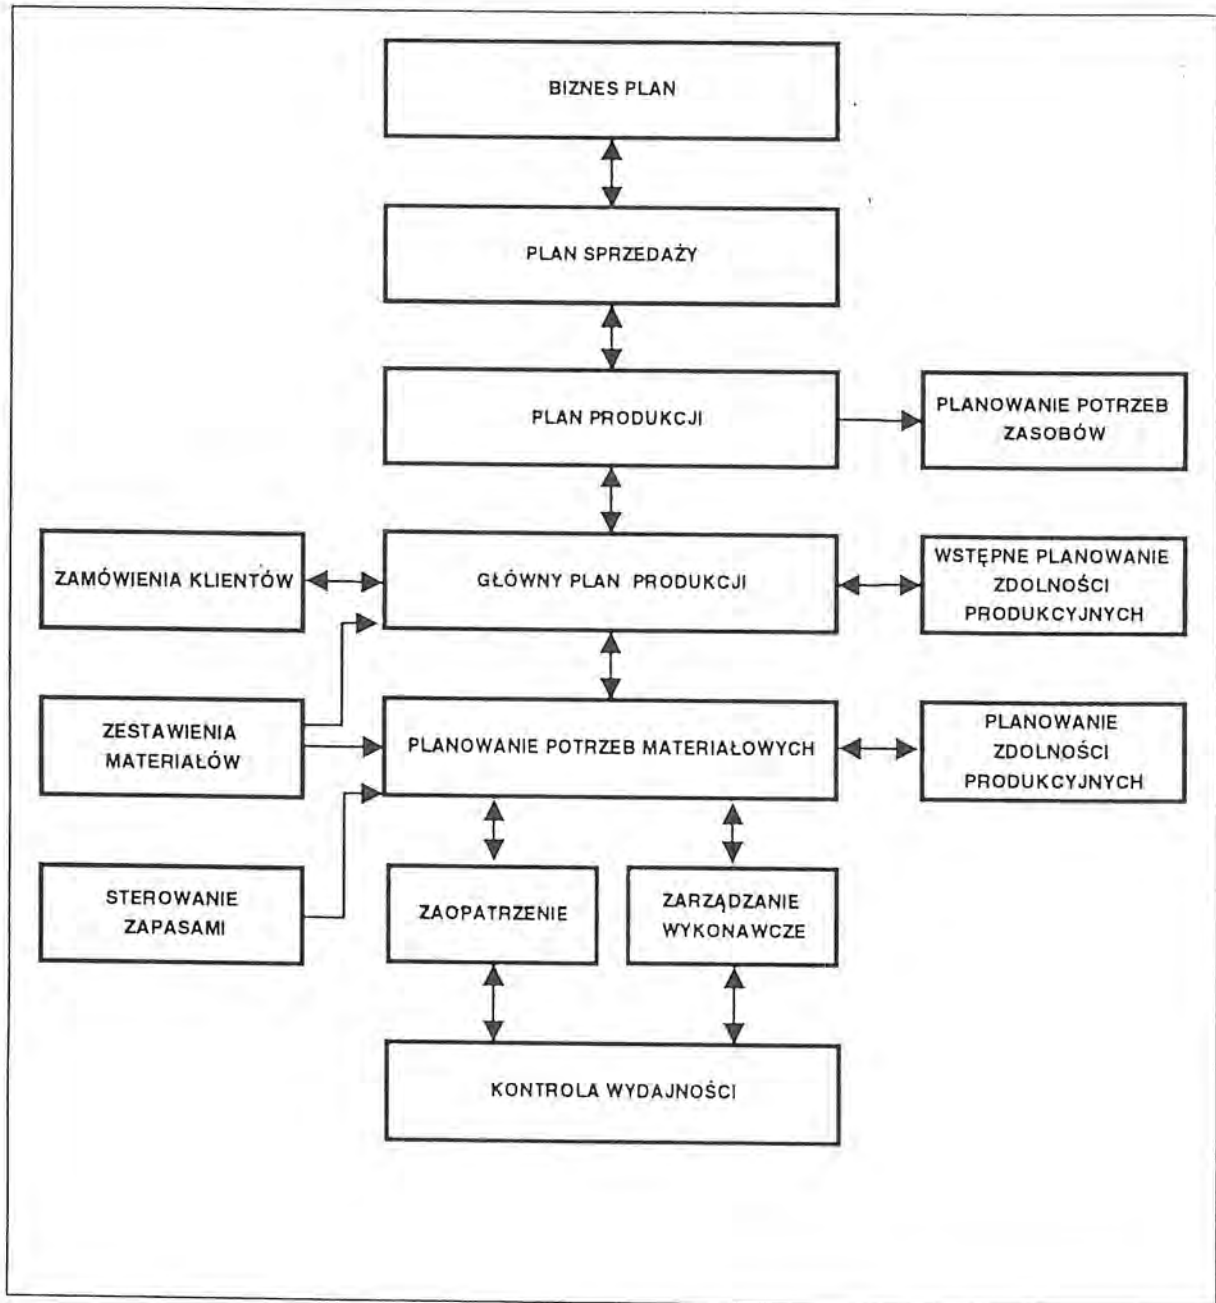 BIZNES PLAN
PLAN SPRZEDAŻY
PLAN PRODUKCJI
PLANOWANIE POTRZEB
ZASOBÓW
ZAMÓWIENIA KLIENTÓW
GŁÓWNY PLAN PRODUKCJI
WSTĘPNE PLANOWANIE
ZDOLNOŚCI
PRODUKCYJNYCH
ZESTAWIENIA
MATERIAŁÓW
PLANOWANIE POTRZEB MATERIAŁOWYCH
PLANOWANIE
ZDOLNOŚCI
PRODUKCYJNYCH
STEROWANIE
ZAPASAMI
ZAOPATRZENIE
ZARZĄDZANIE
WYKONAWCZE
KONTROLA WYDAJNOŚCI